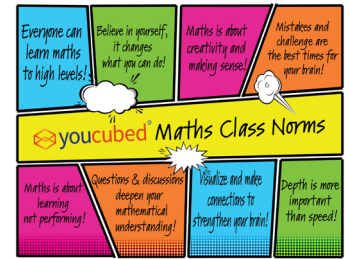 Everyone can
learn maths
to high levels!
Believe in yourself,
it changes
what you can do!
Maths is about
creativity and
making sense!
Mistakes and
challenge are
the best times for
your brain!
youcubed® Maths Class Norms
Maths is about
learning
not performing!
Questions & discussions
deepen your
mathematical
understanding!
Visualize and make
connections to
strengthen your brain!
Depth is more
important
than speed!